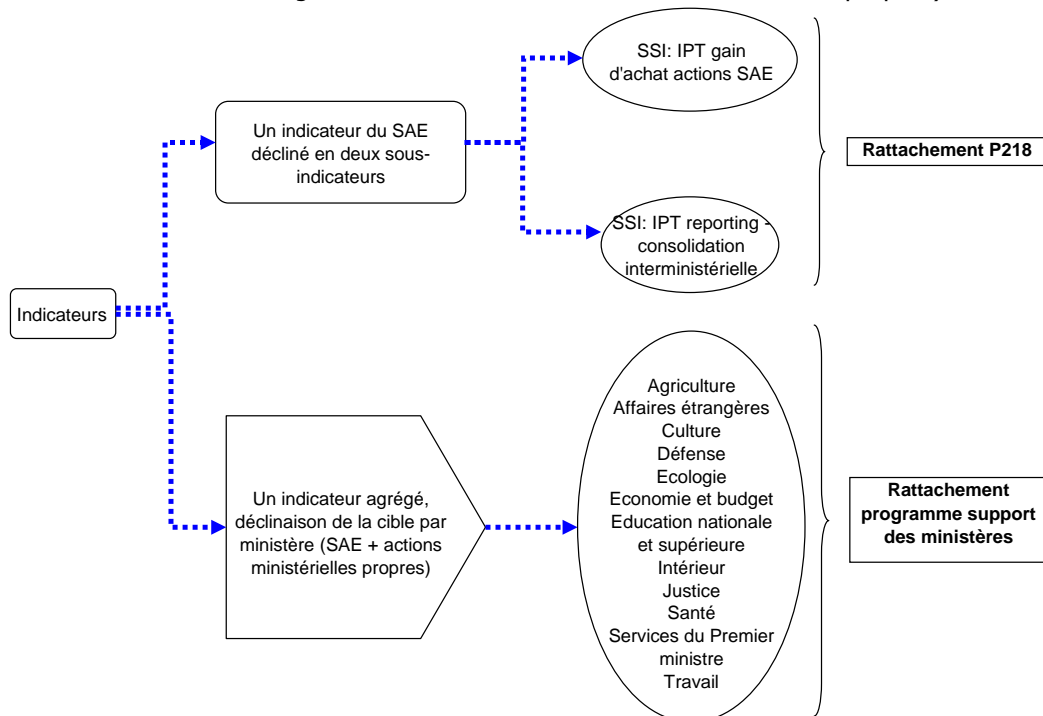 SSI: IPT gain
d'achat actions SAE
Un indicateur du SAE
décliné en deux sous-
indicateurs
Rattachement P218
SSI: IPT reporting -
consolidation
interministérielle
Indicateurs
Agriculture
Affaires étrangères
Culture
Défense
Ecologie
Economie et budget
Education nationale
et supérieure
Intérieur
Justice
Santé
Services du Premier
ministre
Travail
Un indicateur agrégé,
déclinaison de la cible par
ministère (SAE + actions
ministérielles propres)
Rattachement
programme support
des ministères